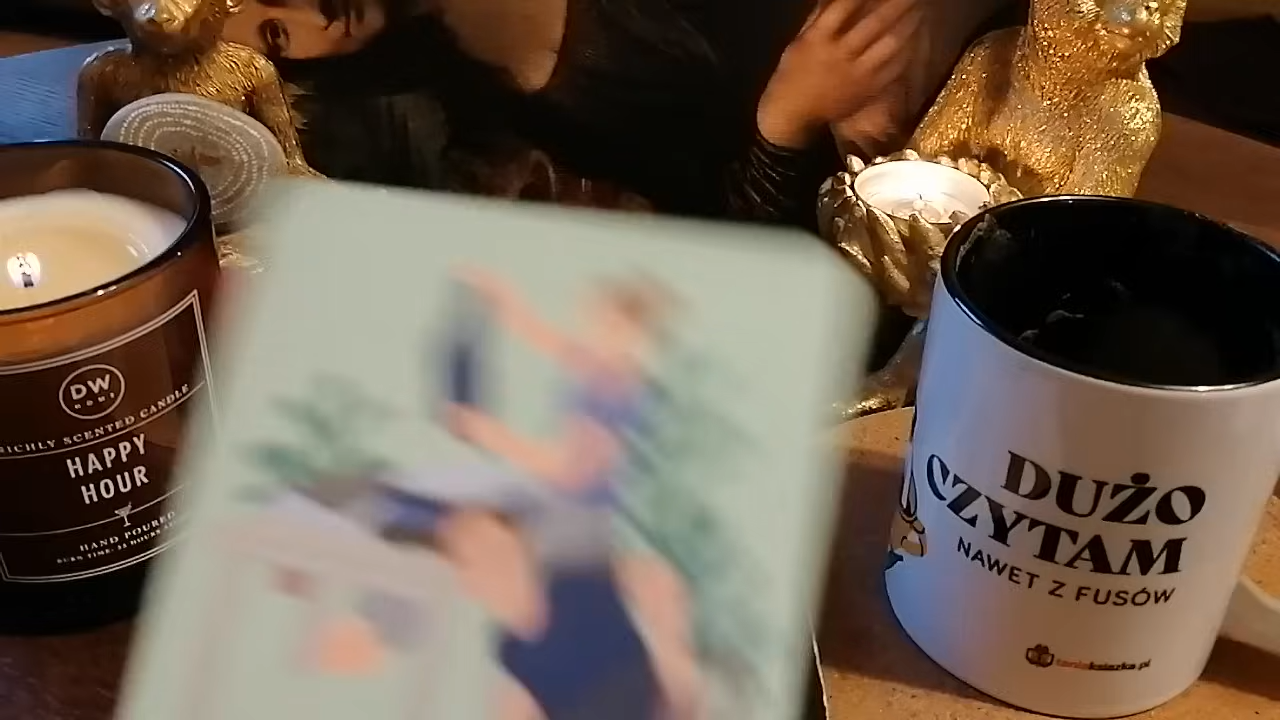 DW
HOME
RICHLY SCENTED CANDLE
HAPPY
HOUR
HAND POURED
DUŻO
CZYTAM
NAWET Z FUSÓW
taniaksiazka.pl